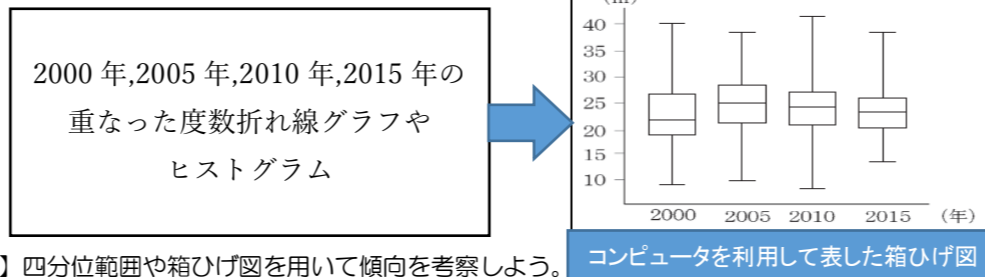 2000 年,2005 年,2010 年,2015 年の
重なった度数折れ線グラフや
ヒストグラム
(m)
40
35
30
25
20
15
10
2000 2005 2010 2015 (年)
コンピュータを利用して表した箱ひげ図
】四分位範囲や箱ひげ図を用いて傾向を考察しよう。